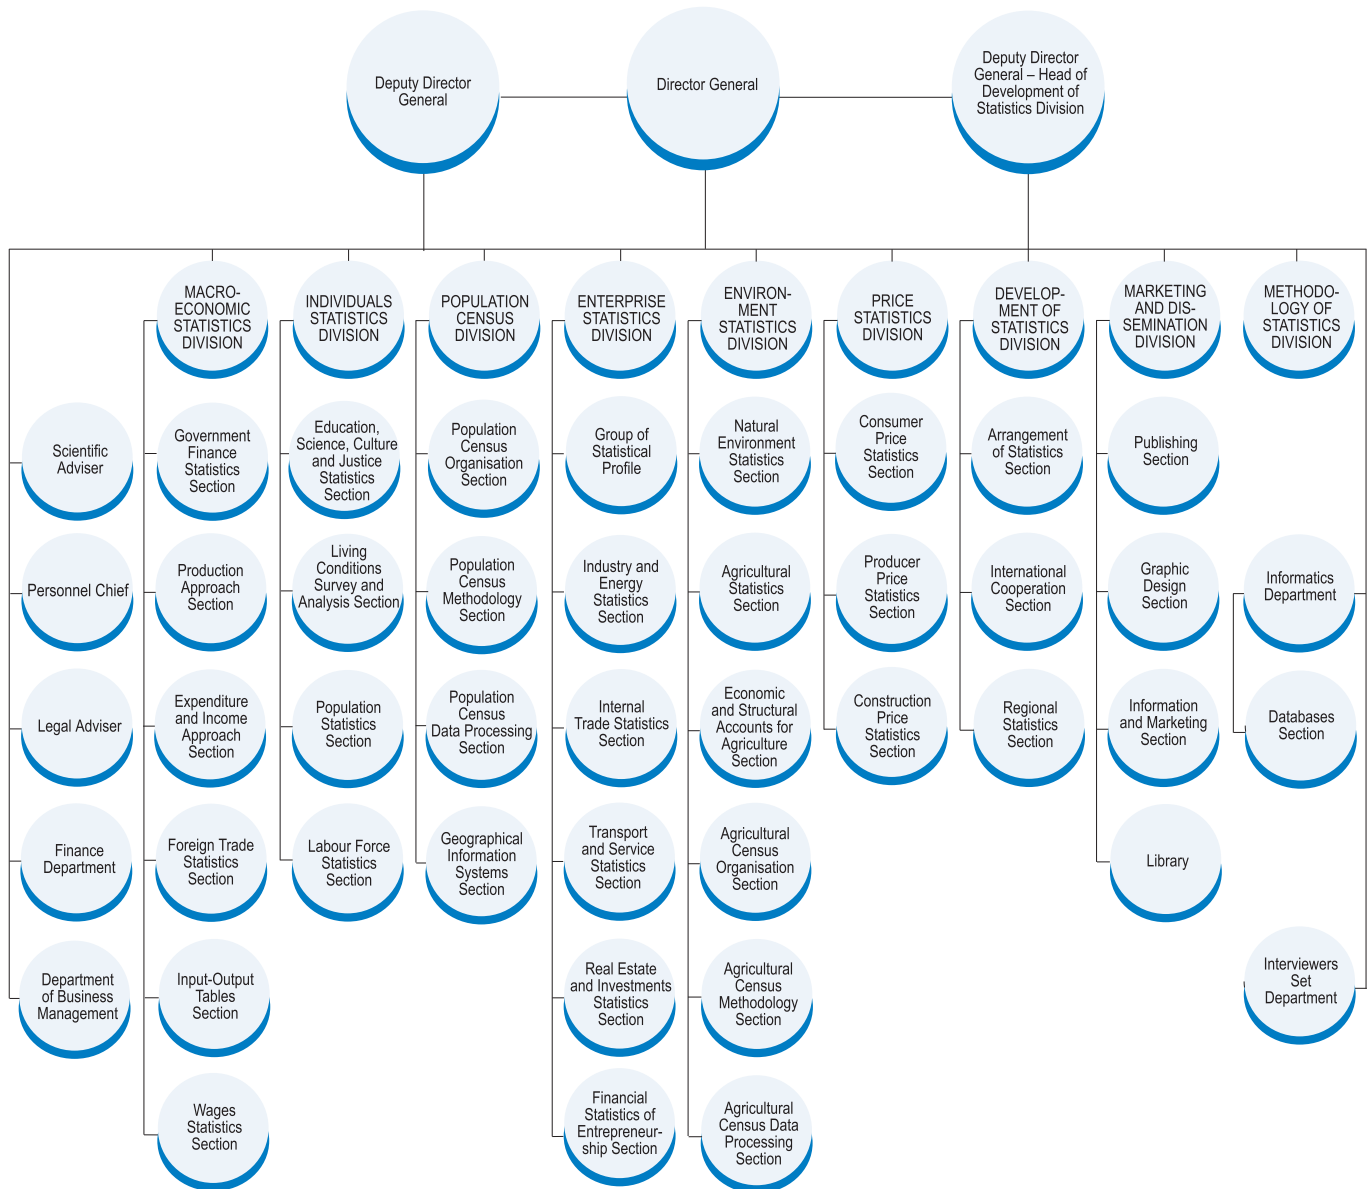 Deputy Director
General
Director General
Deputy Director
General – Head of
Development of
Statistics Division
MACRO-
ECONOMIC
STATISTICS
DIVISION
INDIVIDUALS
STATISTICS
DIVISION
POPULATION
CENSUS
DIVISION
ENTERPRISE
STATISTICS
DIVISION
ENVIRON-
MENT
STATISTICS
DIVISION
PRICE
STATISTICS
DIVISION
DEVELOP-
MENT OF
STATISTICS
DIVISION
MARKETING
AND DIS-
SEMINATION
DIVISION
METHODO-
LOGY OF
STATISTICS
DIVISION
Scientific
Adviser
Government
Finance
Statistics
Section
Education,
Science, Culture
and Justice
Statistics
Section
Population
Census
Organisation
Section
Group of
Statistical
Profile
Natural
Environment
Statistics
Section
Consumer
Price
Statistics
Section
Arrangement
of Statistics
Section
Publishing
Section
Personnel Chief
Production
Approach
Section
Living
Conditions
Survey and
Analysis Section
Population
Census
Methodology
Section
Industry and
Energy
Statistics
Section
Agricultural
Statistics
Section
Producer
Price
Statistics
Section
International
Cooperation
Section
Graphic
Design
Section
Informatics
Department
Legal Adviser
Expenditure
and Income
Approach
Section
Population
Statistics
Section
Population
Census
Data Processing
Section
Internal
Trade Statistics
Section
Economic
and Structural
Accounts for
Agriculture
Section
Construction
Price
Statistics
Section
Regional
Statistics
Section
Information
and Marketing
Section
Databases
Section
Finance
Department
Foreign Trade
Statistics
Section
Labour Force
Statistics
Section
Geographical
Information
Systems
Section
Transport
and Service
Statistics
Section
Agricultural
Census
Organisation
Section
Library
Department
of Business
Management
Input-Output
Tables
Section
Real Estate
and Investments
Statistics
Section
Agricultural
Census
Methodology
Section
Interviewers
Set
Department
Wages
Statistics
Section
Financial
Statistics of
Entrepreneur-
ship Section
Agricultural
Census Data
Processing
Section